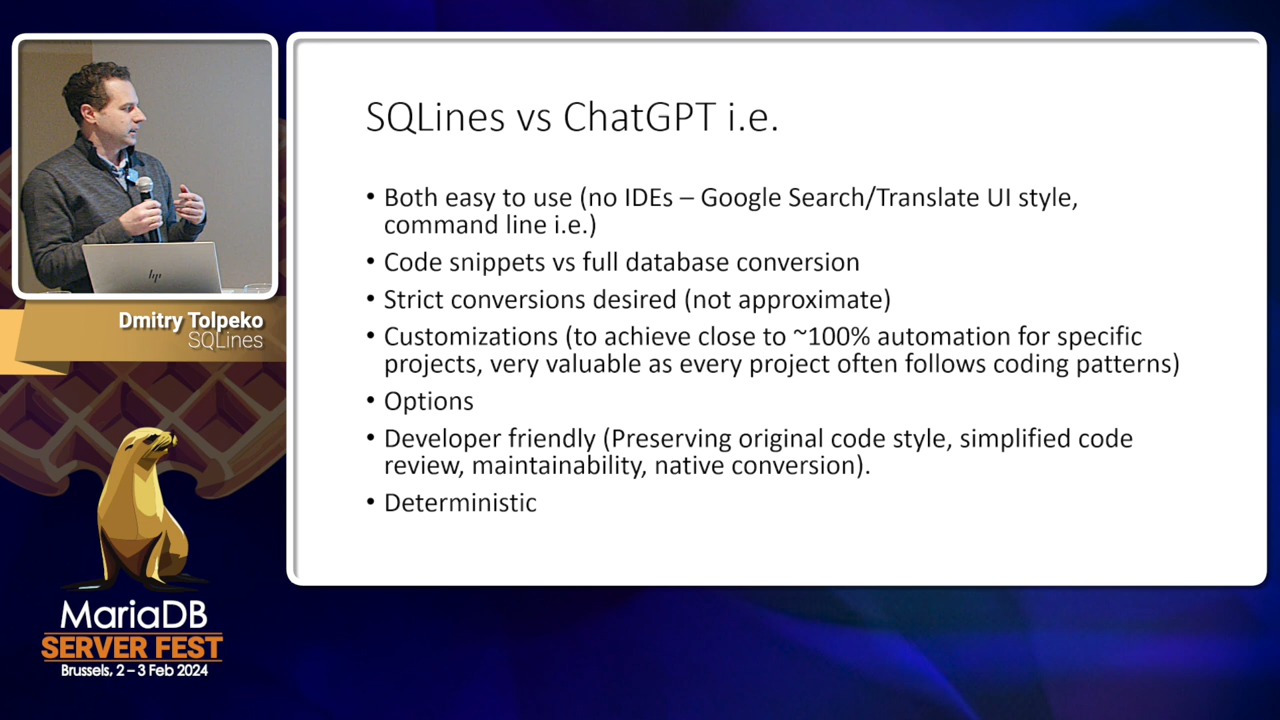 SQLines vs ChatGPT i.e.
• Both easy to use (no IDEs – Google Search/Translate UI style,
command line i.e.)
• Code snippets vs full database conversion
• Strict conversions desired (not approximate)
• Customizations (to achieve close to ~100% automation for specific
projects, very valuable as every project often follows coding patterns)
• Options
• Developer friendly (Preserving original code style, simplified code
review, maintainability, native conversion).
• Deterministic
hp
Dmitry Tolpeko
SQLines
MariaDB
SERVER FEST
Brussels, 2 – 3 Feb 2024